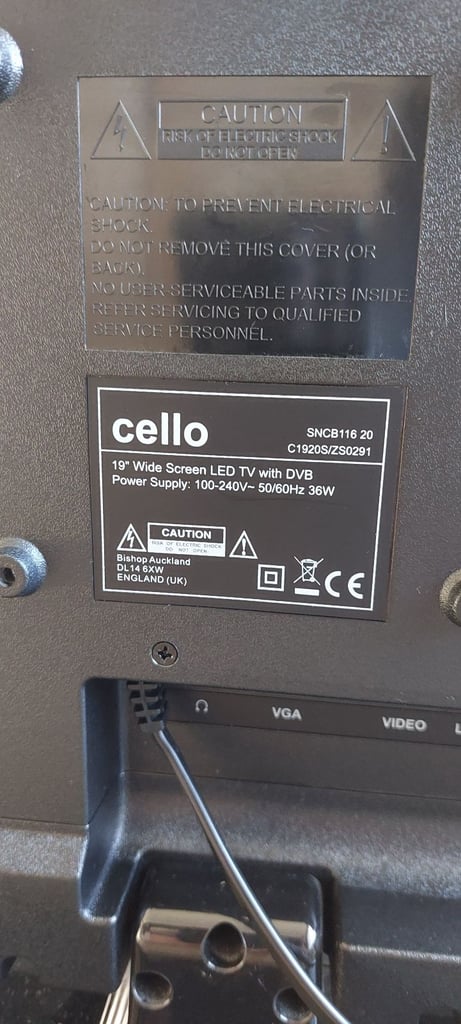 CAUTION
RISK OF ELECTRIC SHOCK
DO NOT OPEN
CAUTION: TO PREVENT ELECTRICAL
SHOCK.
DO NOT REMOVE THIS COVER (OR
BACK).
NO USER-SERVICEABLE PARTS INSIDE.
REFER SERVICING TO QUALIFIED
SERVICE PERSONNEL.
cello
SNCB116 20
C1920S/ZS0291
19" Wide Screen LED TV with DVB
Power Supply: 100-240V~ 50/60Hz 36W
CAUTION
RISK OF ELECTRIC SHOCK
DO NOT OPEN
Bishop Auckland
DL14 6XW
ENGLAND (UK)
CE
VGA
VIDEO
L